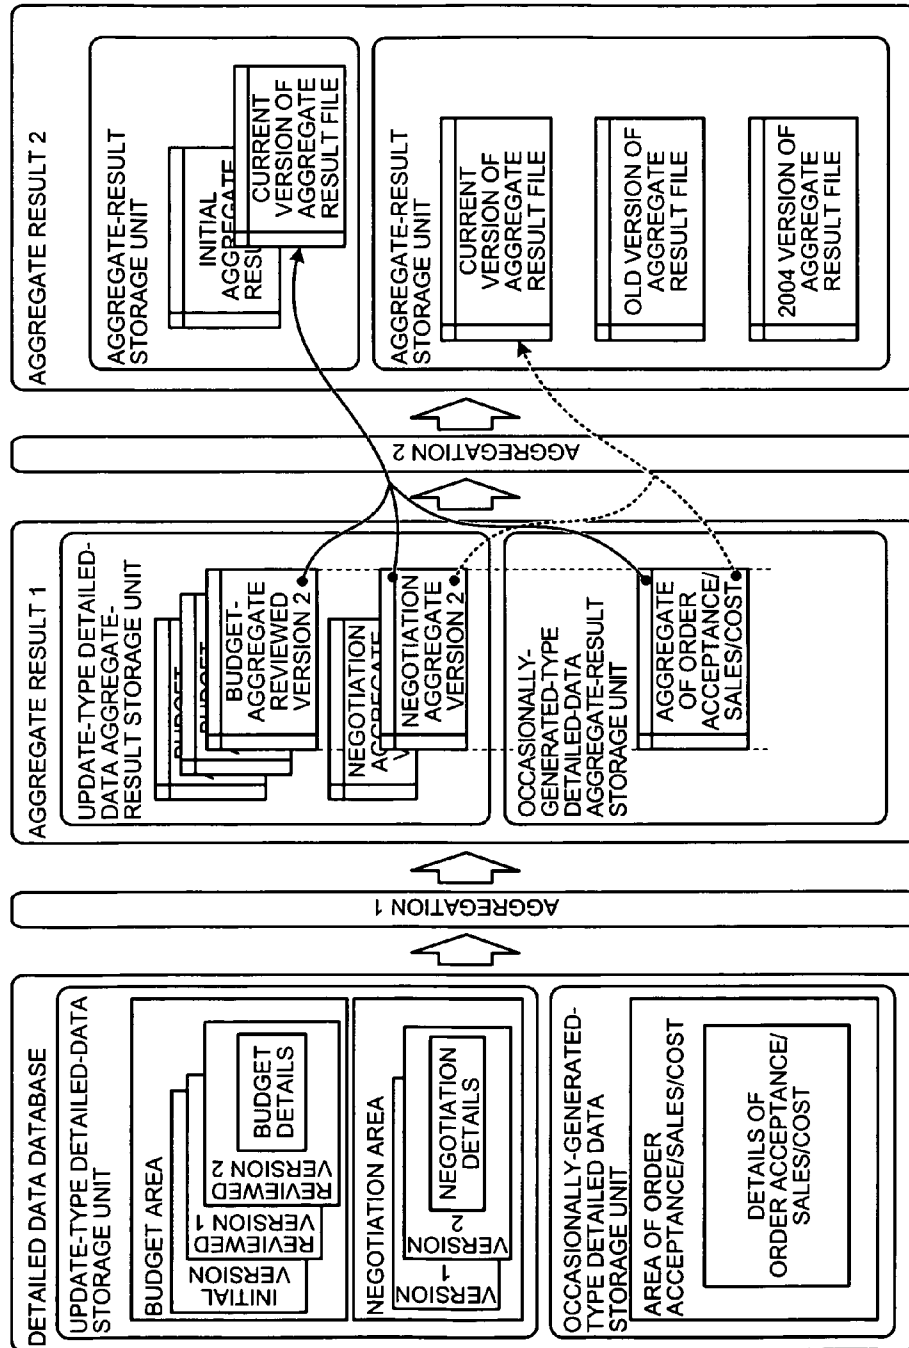 DETAILED DATA DATABASE
UPDATE-TYPE DETAILED-DATA
STORAGE UNIT
BUDGET AREA
INITIAL
VERSION
REVIEWED
VERSION 1
REVIEWED
VERSION 2
BUDGET
DETAILS
NEGOTIATION AREA
VERSION
1
VERSION
2
NEGOTIATION
DETAILS
OCCASIONALLY-GENERATED-
TYPE DETAILED DATA
STORAGE UNIT
AREA OF ORDER
ACCEPTANCE/SALES/COST
DETAILS OF
ORDER ACCEPTANCE/
SALES/COST
AGGREGATION 1
AGGREGATE RESULT 1
UPDATE-TYPE DETAILED-
DATA AGGREGATE-
RESULT STORAGE UNIT
BUDGET-
AGGREGATE
REVIEWED
VERSION 2
NEGOTIATION
AGGREGATE
NEGOTIATION
AGGREGATE
VERSION 2
OCCASIONALLY-
GENERATED-TYPE
DETAILED-DATA
AGGREGATE-RESULT
STORAGE UNIT
AGGREGATE
OF ORDER
ACCEPTANCE/
SALES/COST
AGGREGATION 2
AGGREGATE RESULT 2
AGGREGATE-RESULT
STORAGE UNIT
INITIAL
AGGREGATE
CURRENT
VERSION OF
AGGREGATE
RESULT FILE
AGGREGATE-RESULT
STORAGE UNIT
CURRENT
VERSION OF
AGGREGATE
RESULT FILE
OLD VERSION OF
AGGREGATE
RESULT FILE
2004 VERSION OF
AGGREGATE
RESULT FILE